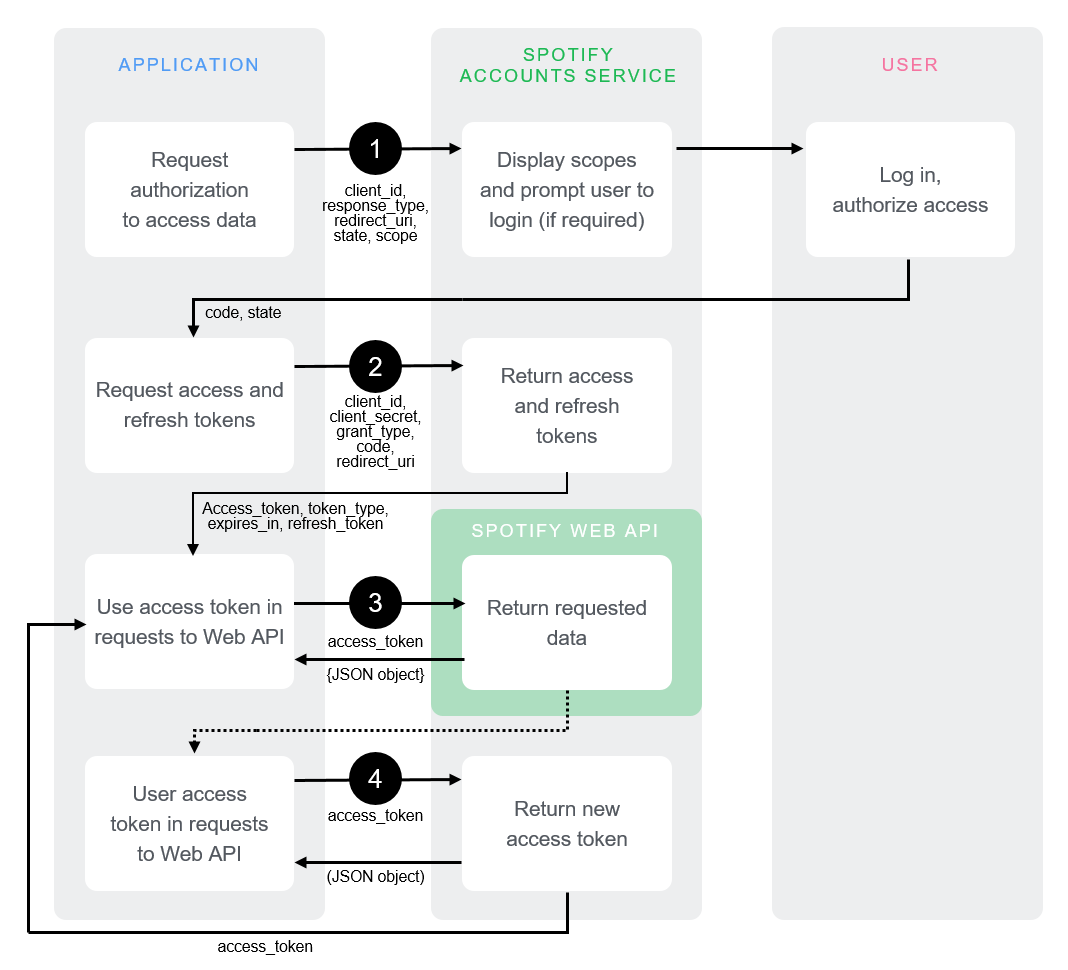 APPLICATION
SPOTIFY
ACCOUNTS SERVICE
USER
Request
authorization
to access data
1
client_id,
response_type,
redirect_uri,
state, scope
Display scopes
and prompt user to
login (if required)
Log in,
authorize access
code, state
Request access and
refresh tokens
2
client_id,
client_secret,
grant_type,
code,
redirect_uri
Return access
and refresh
tokens
Access_token, token_type,
expires_in, refresh_token
SPOTIFY WEB API
Use access token in
requests to Web API
3
access_token
{JSON object}
Return requested
data
User access
token in requests
to Web API
4
access_token
(JSON object)
Return new
access token
access_token